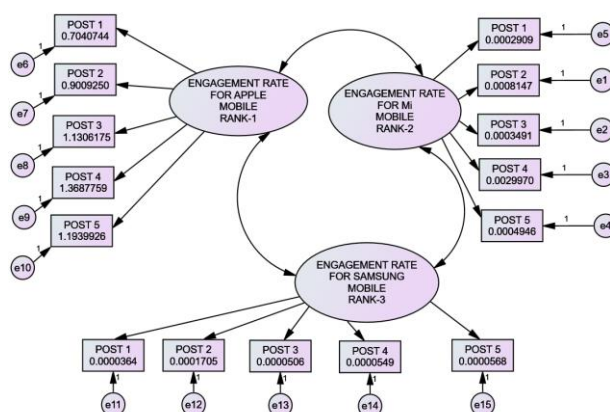 POST 1
0.7040744
1
e6
POST 2
0.9009250
1
e7
POST 3
1.1306175
1
e8
POST 4
1.3687759
1
e9
POST 5
1.1939926
1
e10
ENGAGEMENT RATE
FOR APPLE
MOBILE
RANK-1
ENGAGEMENT RATE
FOR Mi
MOBILE
RANK-2
POST 1
0.0002909
1
e5
POST 2
0.0008147
1
e1
POST 3
0.0003491
1
e2
POST 4
0.0029970
1
e3
POST 5
0.0004946
1
e4
ENGAGEMENT RATE
FOR SAMSUNG
MOBILE
RANK-3
POST 1
0.0000364
1
e11
POST 2
0.0001705
1
e12
POST 3
0.0000506
1
e13
POST 4
0.0000549
1
e14
POST 5
0.0000568
1
e15